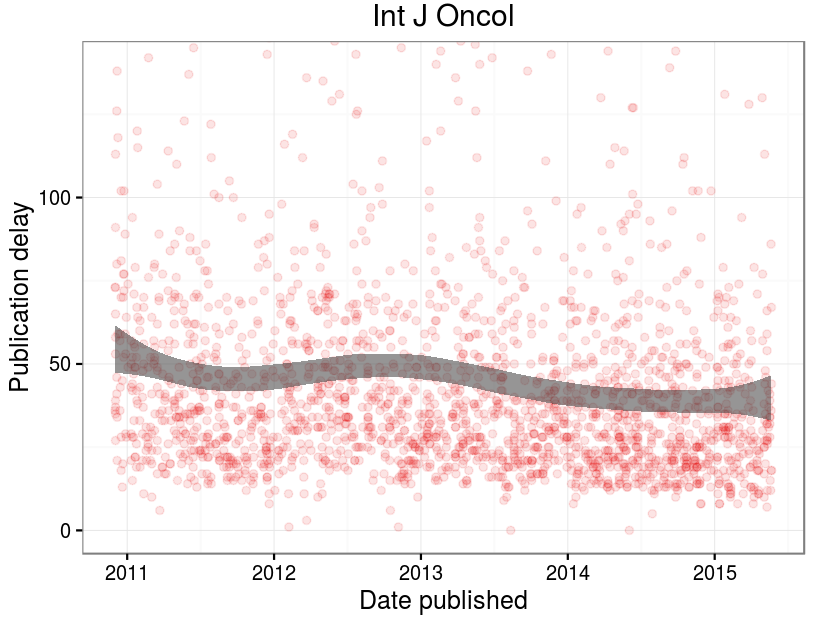 Int J Oncol
Publication delay
100
50
0
2011 2012 2013 2014 2015
Date published